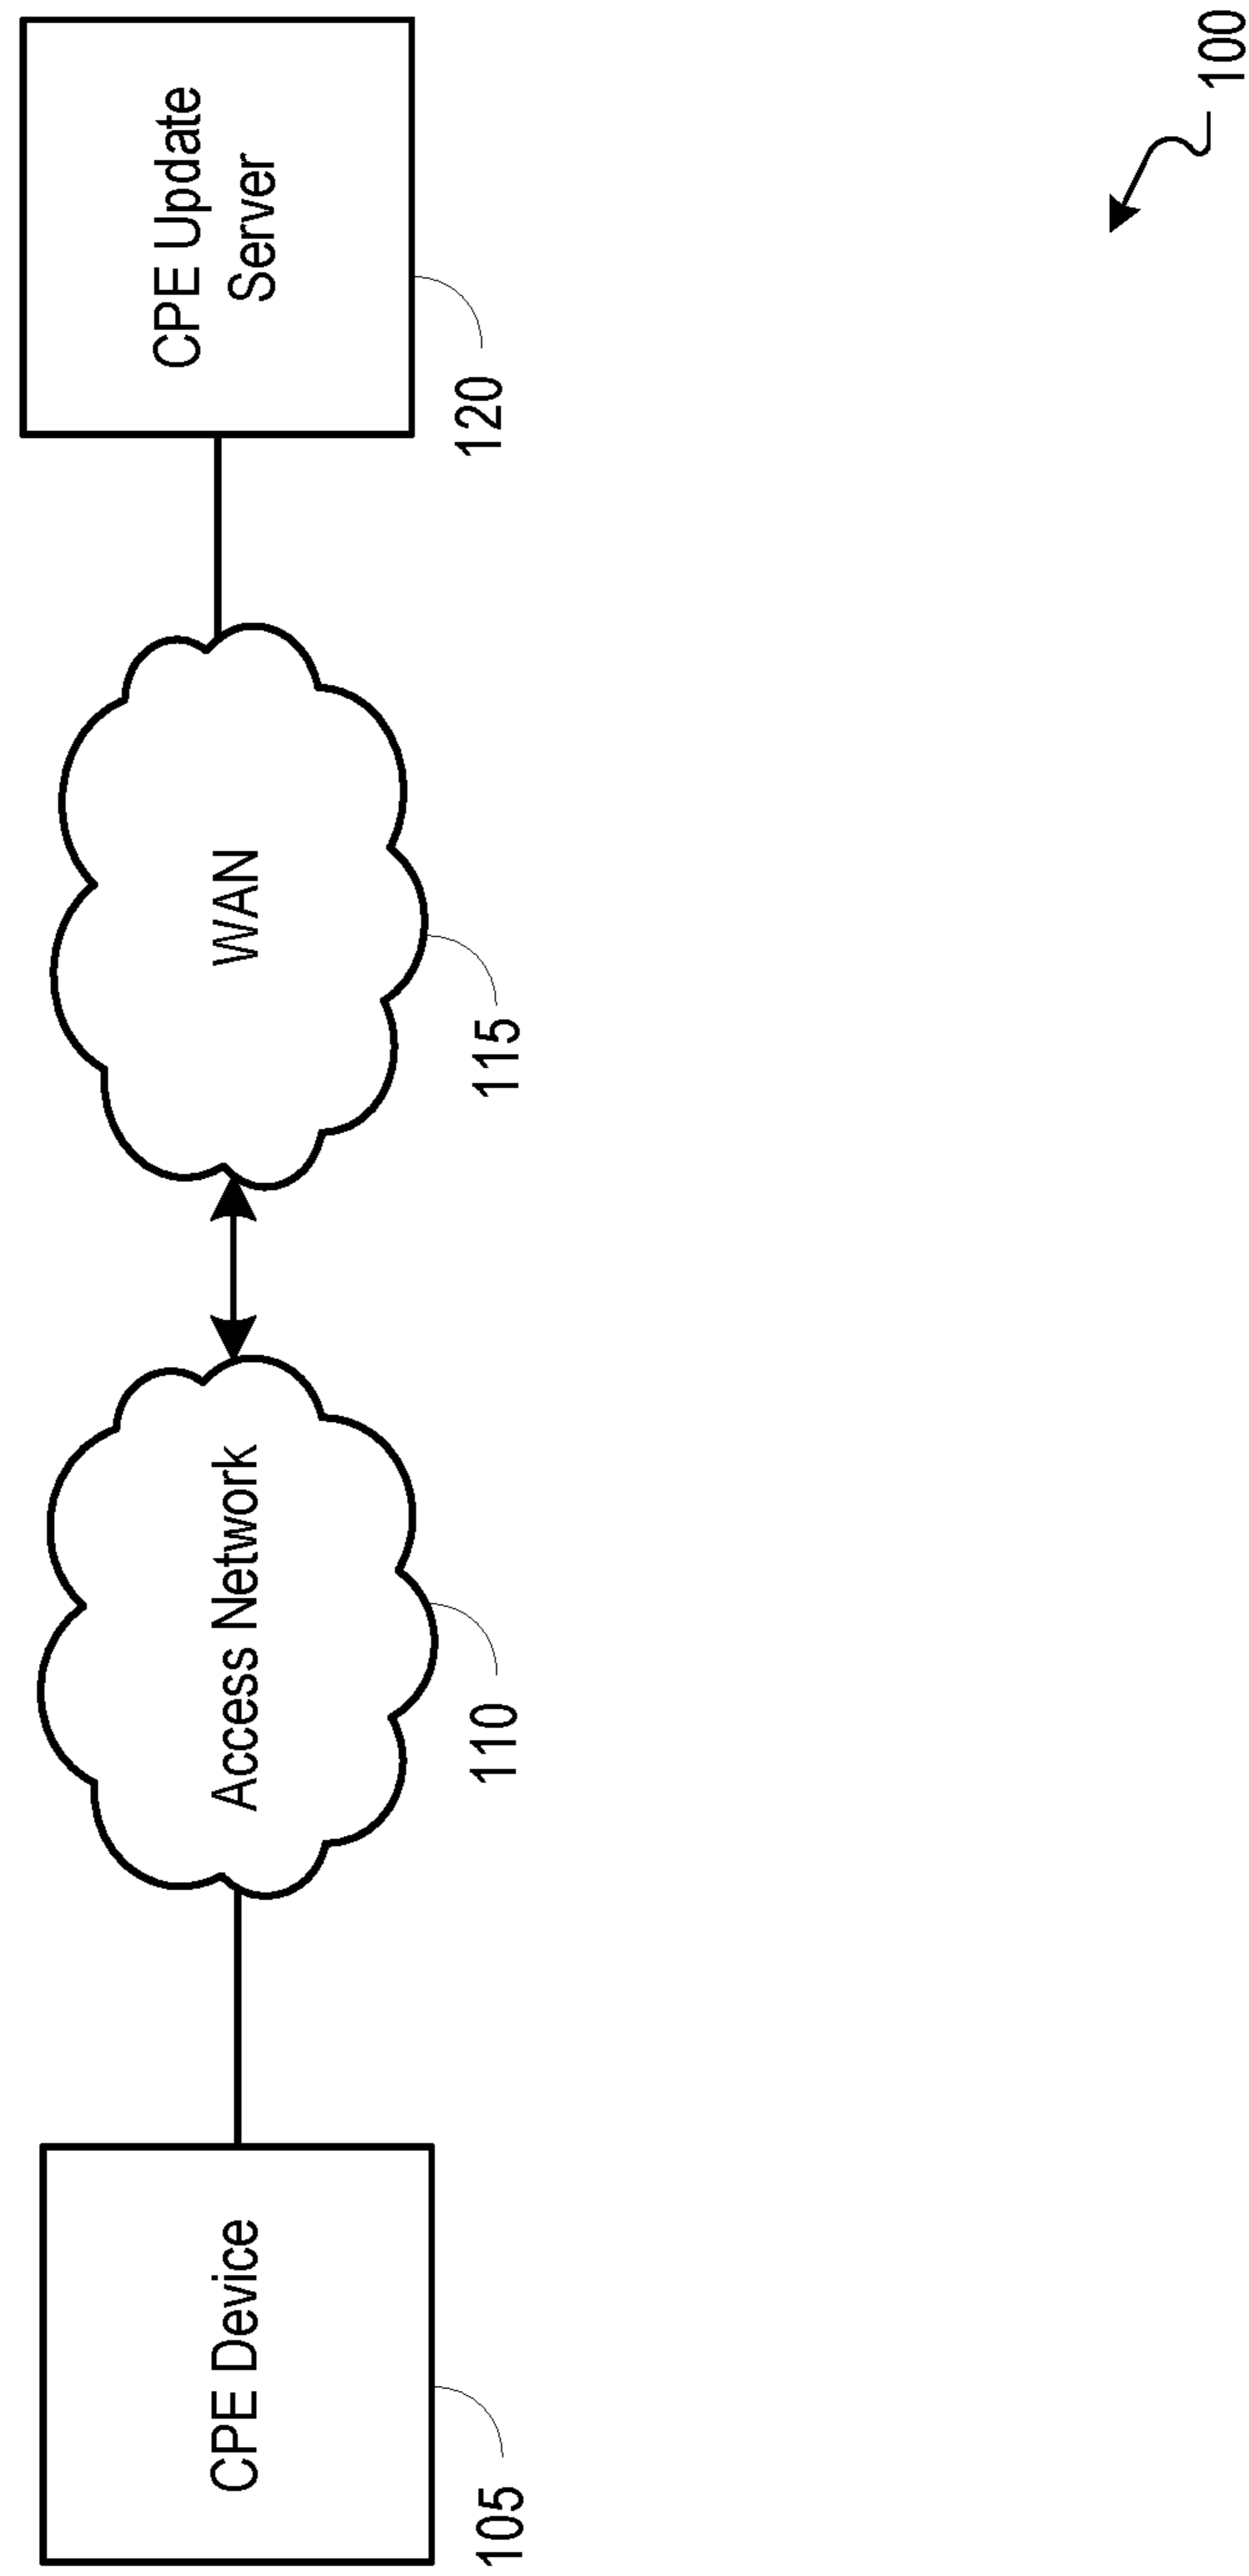 CPE Device
Access Network
WAN
CPE Update
Server
105
110
115
120
100